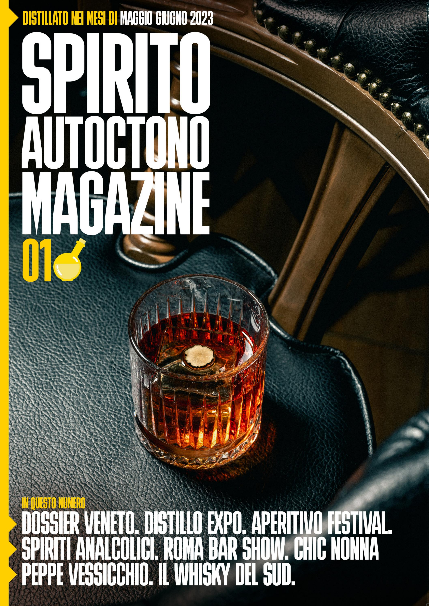 DISTILLATO NEI MESI DI MAGGIO GIUGNO 2023
SPIRITO
AUTOCTONO
MAGAZINE
01
IN QUESTO NUMERO
DOSSIER VENETO. DISTILLO EXPO. APERITIVO FESTIVAL.
SPIRITI ANALCOLICI. ROMA BAR SHOW. CHIC NONNA
PEPPE VESSICCHIO. IL WHISKY DEL SUD.